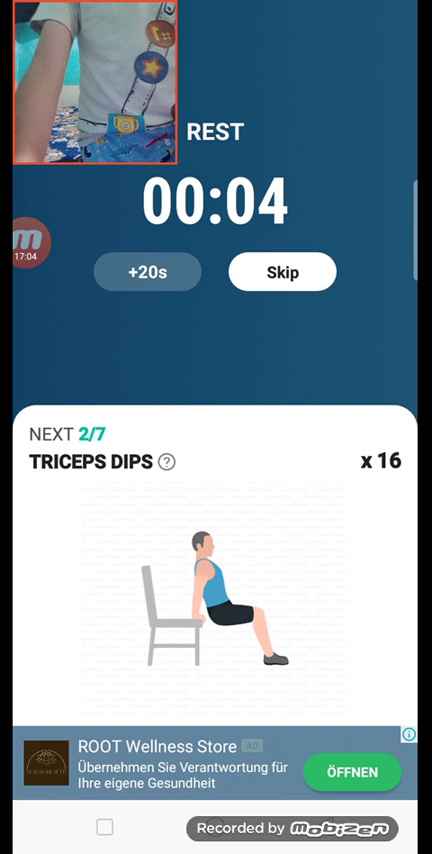 REST
00:04
m
17:04
+20s
Skip
NEXT 2/7
TRICEPS DIPS ?
x 16
ROOT Wellness Store AD
Übernehmen Sie Verantwortung für
Ihre eigene Gesundheit
ÖFFNEN
Recorded by mobizen